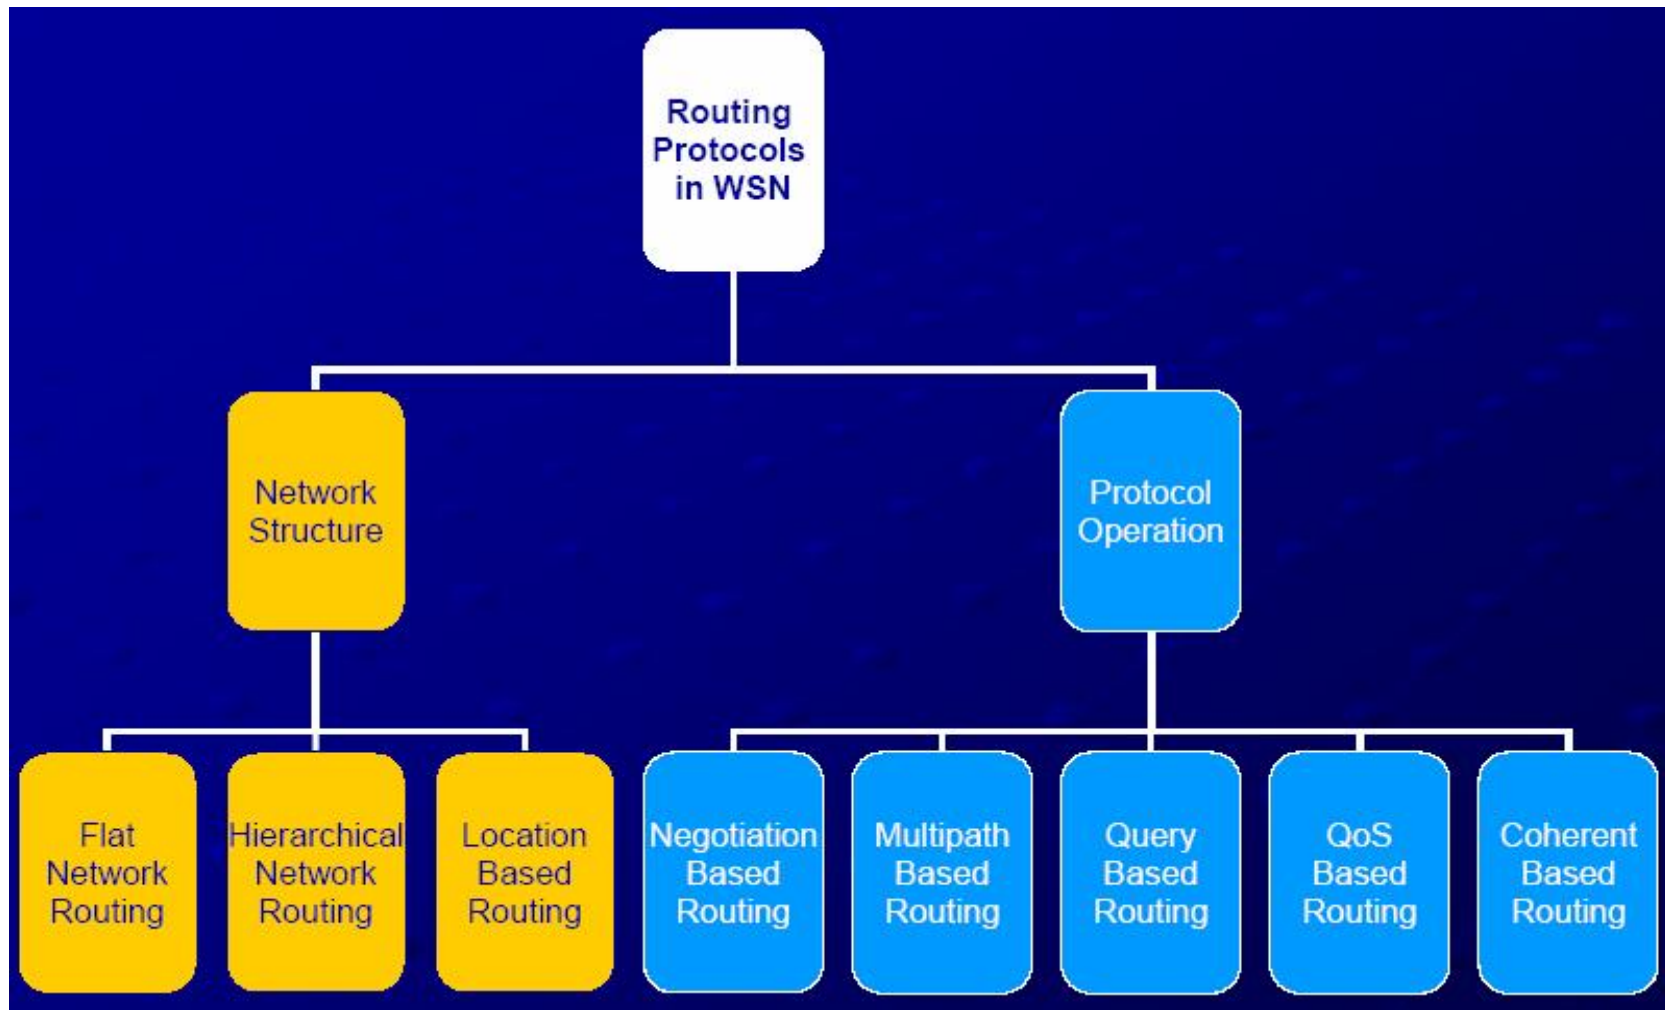 Routing
Protocols
in WSN
Network
Structure
Protocol
Operation
Flat
Network
Routing
Hierarchical
Network
Routing
Location
Based
Routing
Negotiation
Based
Routing
Multipath
Based
Routing
Query
Based
Routing
QoS
Based
Routing
Coherent
Based
Routing